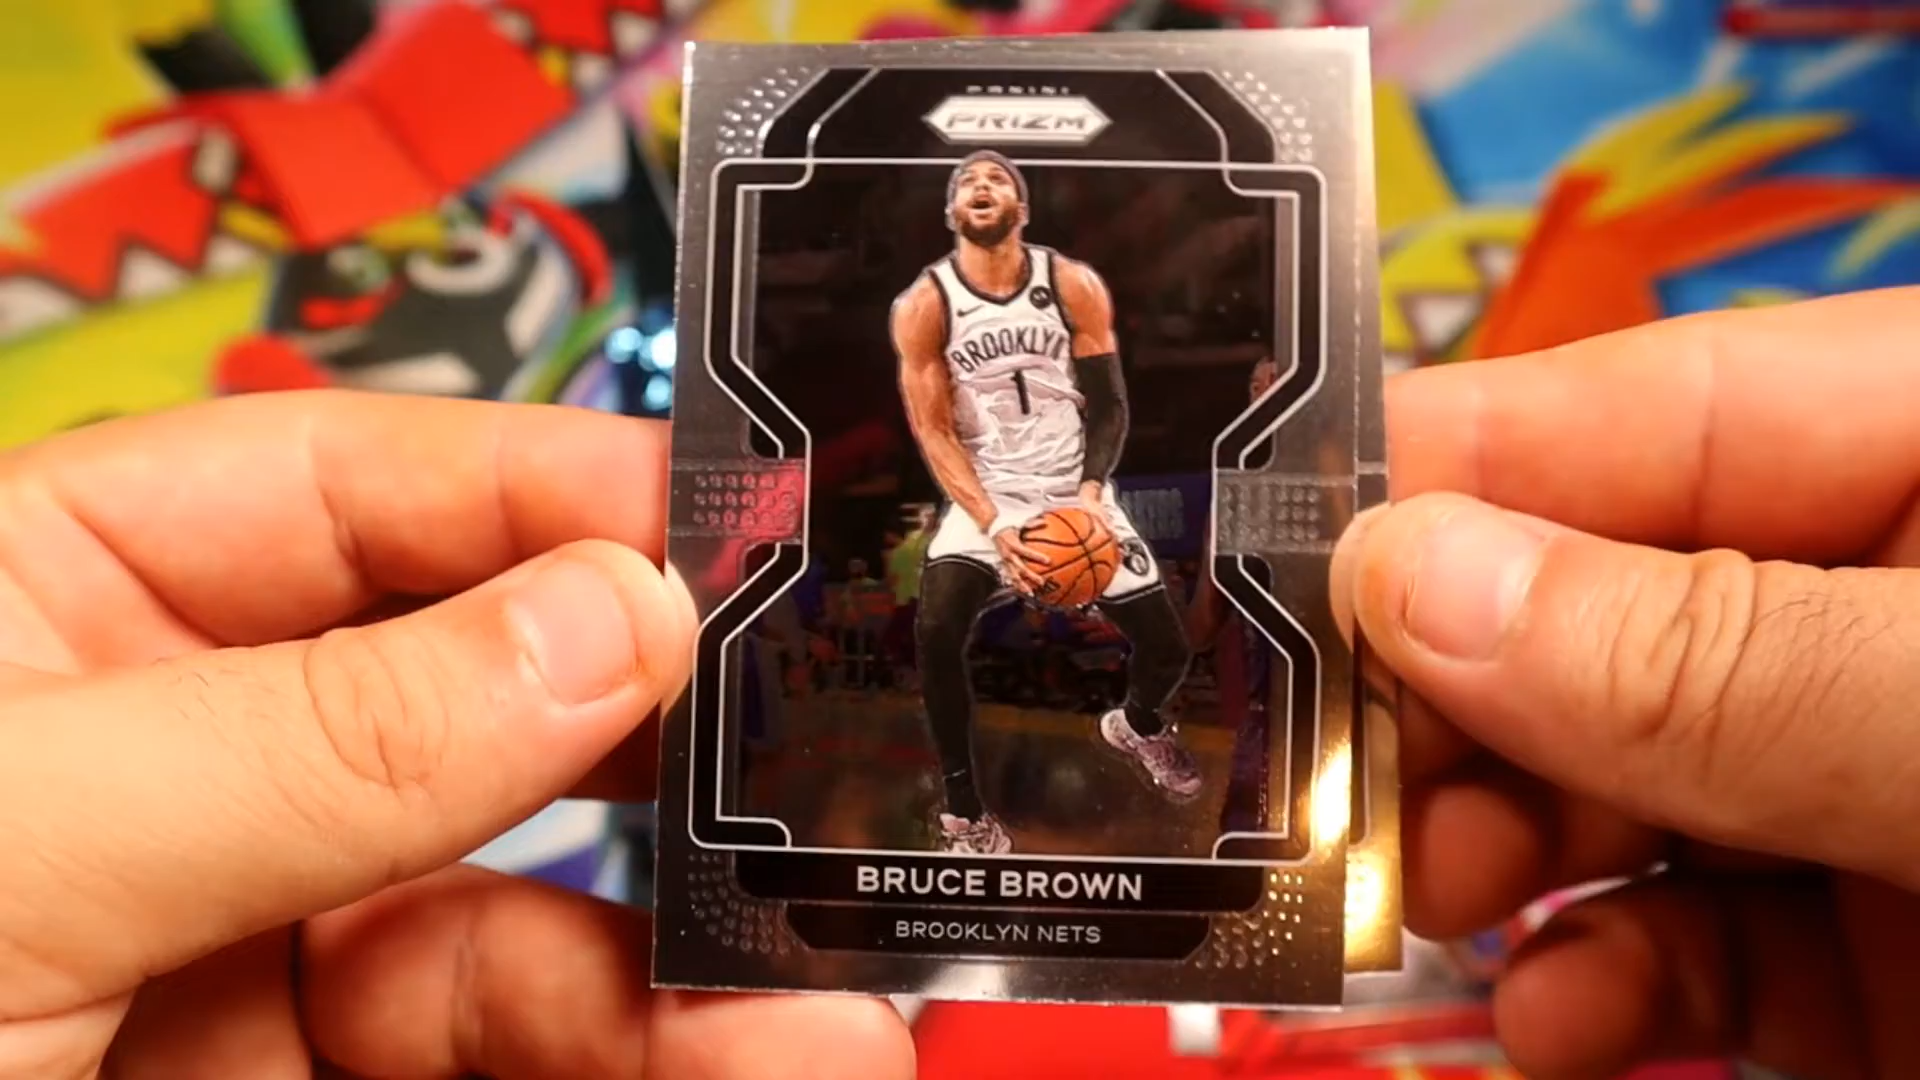 PANINI
PRIZM
BROOKLYN
1
BRUCE BROWN
BROOKLYN NETS